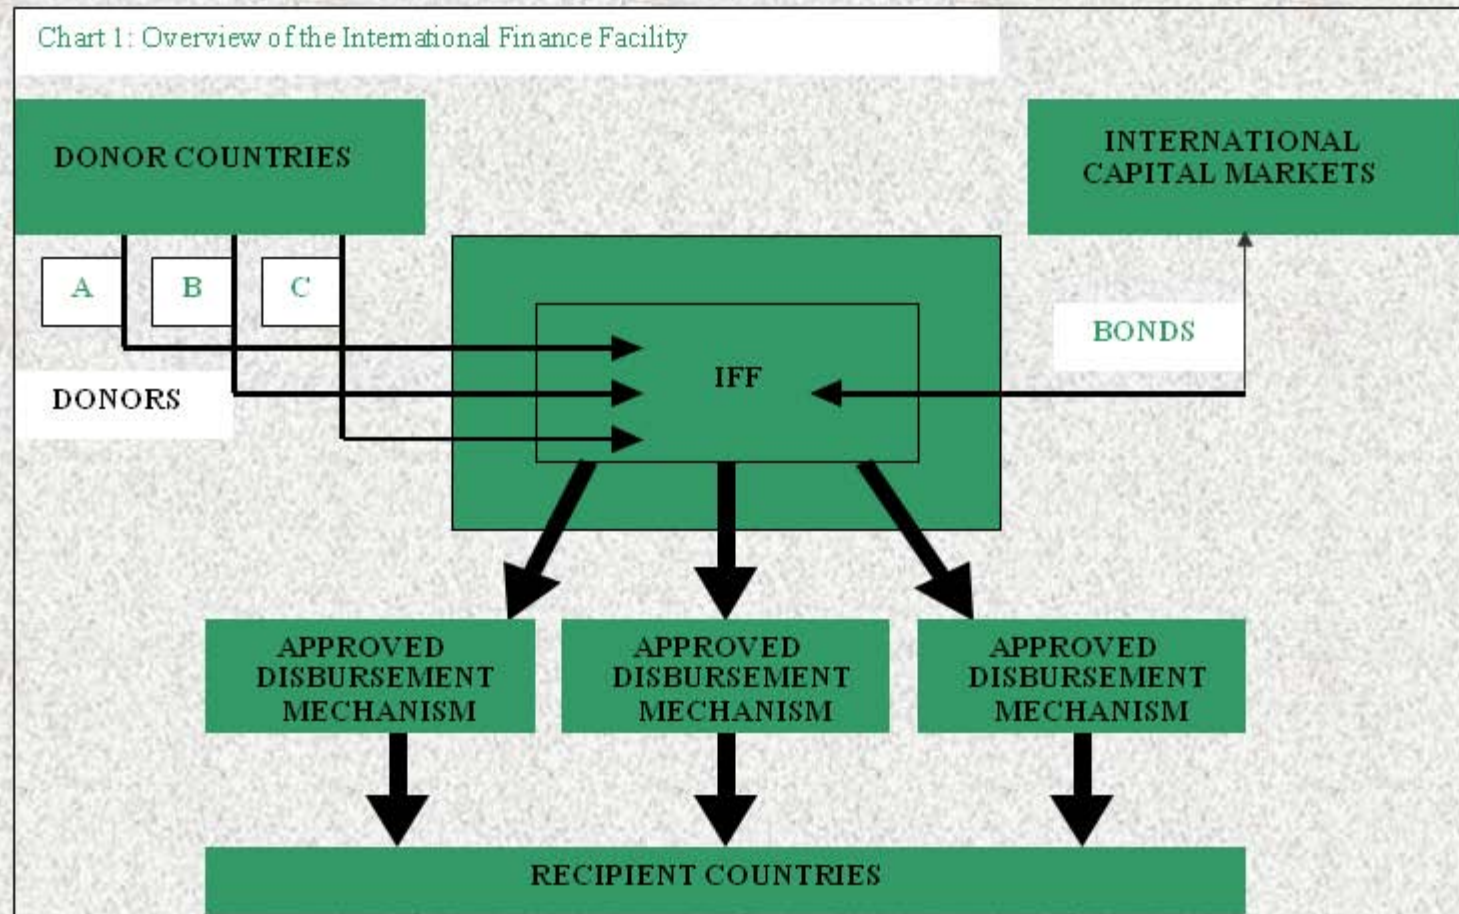 Chart 1: Overview of the International Finance Facility
DONOR COUNTRIES
INTERNATIONAL
CAPITAL MARKETS
A
B
C
DONORS
IFF
BONDS
APPROVED
DISBURSEMENT
MECHANISM
APPROVED
DISBURSEMENT
MECHANISM
APPROVED
DISBURSEMENT
MECHANISM
RECIPIENT COUNTRIES